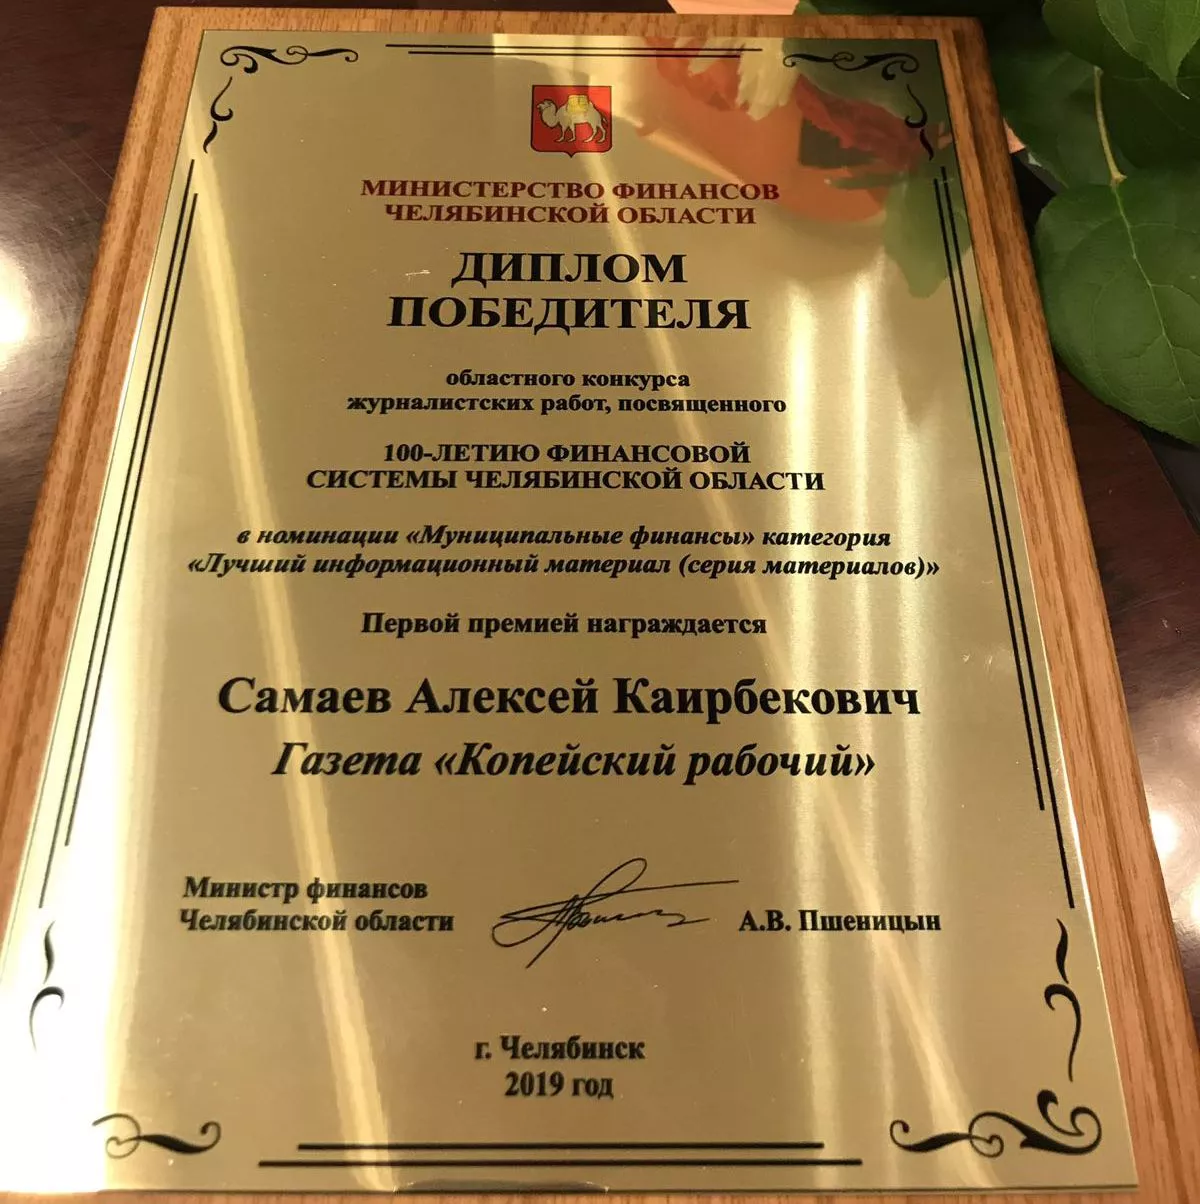 МИНИСТЕРСТВО ФИНАНСОВ
ЧЕЛЯБИНСКОЙ ОБЛАСТИ
ДИПЛОМ
ПОБЕДИТЕЛЯ
областного конкурса
журналистских работ, посвященного
100-ЛЕТИЮ ФИНАНСОВОЙ
СИСТЕМЫ ЧЕЛЯБИНСКОЙ ОБЛАСТИ
в номинации «Муниципальные финансы» категория
«Лучший информационный материал (серия материалов)»
Первой премией награждается
Самаев Алексей Каирбекович
Газета «Копейский рабочий»
Министр финансов
Челябинской области
А.В. Пшеницын
г. Челябинск
2019 год